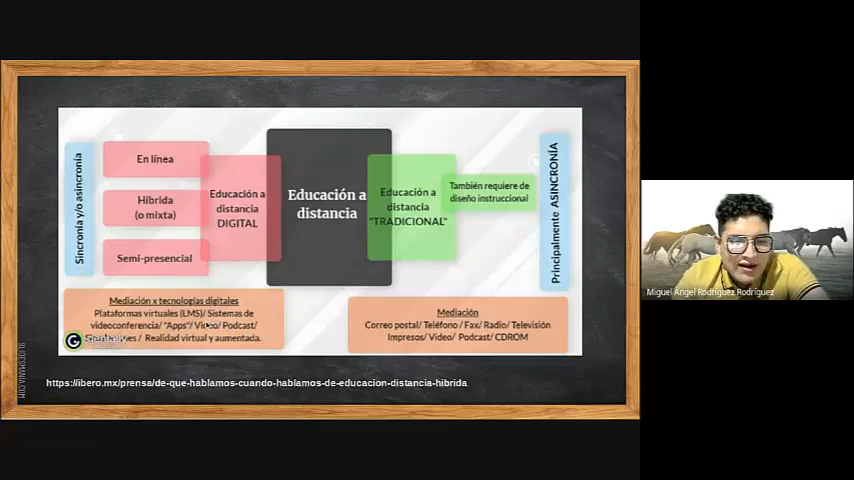 Sincronía y/o asincronía
En línea
Híbrida
(o mixta)
Semi-presencial
Educación a
distancia
DIGITAL
Educación a
distancia
Educación a
distancia
"TRADICIONAL"
También requiere de
diseño instruccional
Principalmente ASINCRONÍA
Mediación x tecnologías digitales
Plataformas virtuales (LMS)/ Sistemas de
videoconferencia/ "Apps"/ Video/ Podcast/
/ Realidad virtual y aumentada.
Mediación
Correo postal/ Teléfono / Fax/ Radio/ Televisión
Impresos/ Video/ Podcast/ CDROM
SLIDESMANIA.COM
https://ibero.mx/prensa/de-que-hablamos-cuando-hablamos-de-educacion-distancia-hibrida
Miguel Ángel Rodríguez Rodríguez